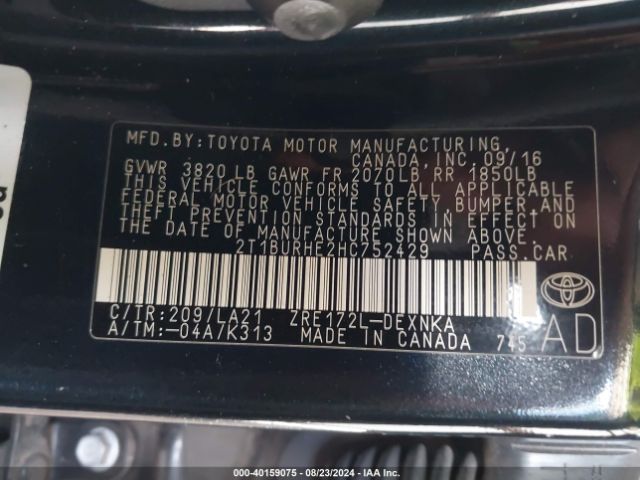 MFD.BY:TOYOTA MOTOR MANUFACTURING,
CANADA, INC. 09/16
GVWR 3820 LB GAWR FR 2070LB, RR 1850LB
THIS VEHICLE CONFORMS TO ALL APPLICABLE
FEDERAL MOTOR VEHICLE SAFETY, BUMPER AND
THEFT PREVENTION STANDARDS IN EFFECT ON
THE DATE OF MANUFACTURE SHOWN ABOVE.
2T1BURHE2HC752429 PASS.CAR
C/TR:209/LA21 ZRE172L-DEXNKA
A/TM:-04A/K313 MADE IN CANADA 745 AD
000-40159075 - 08/23/2024 - IAA Inc.